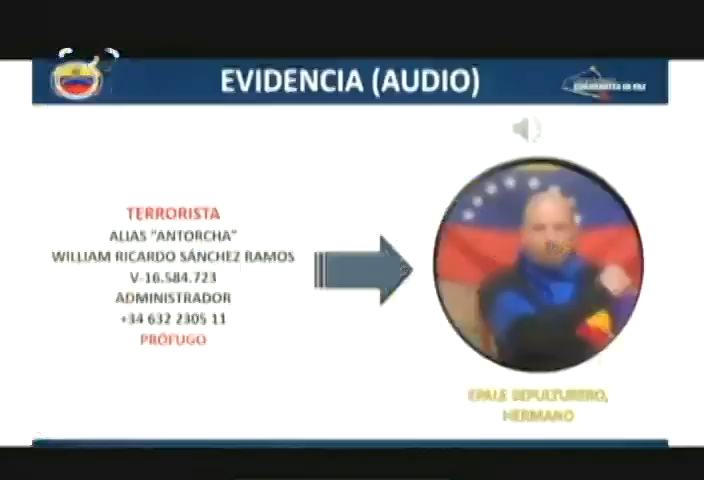 EVIDENCIA (AUDIO)
TERRORISTA
ALIAS "ANTORCHA"
WILLIAM RICARDO SÁNCHEZ RAMOS
V-16.584.723
ADMINISTRADOR
+34 632 2305 11
PRÓFUGO
EPALE SEPULTURERO,
HERMANO